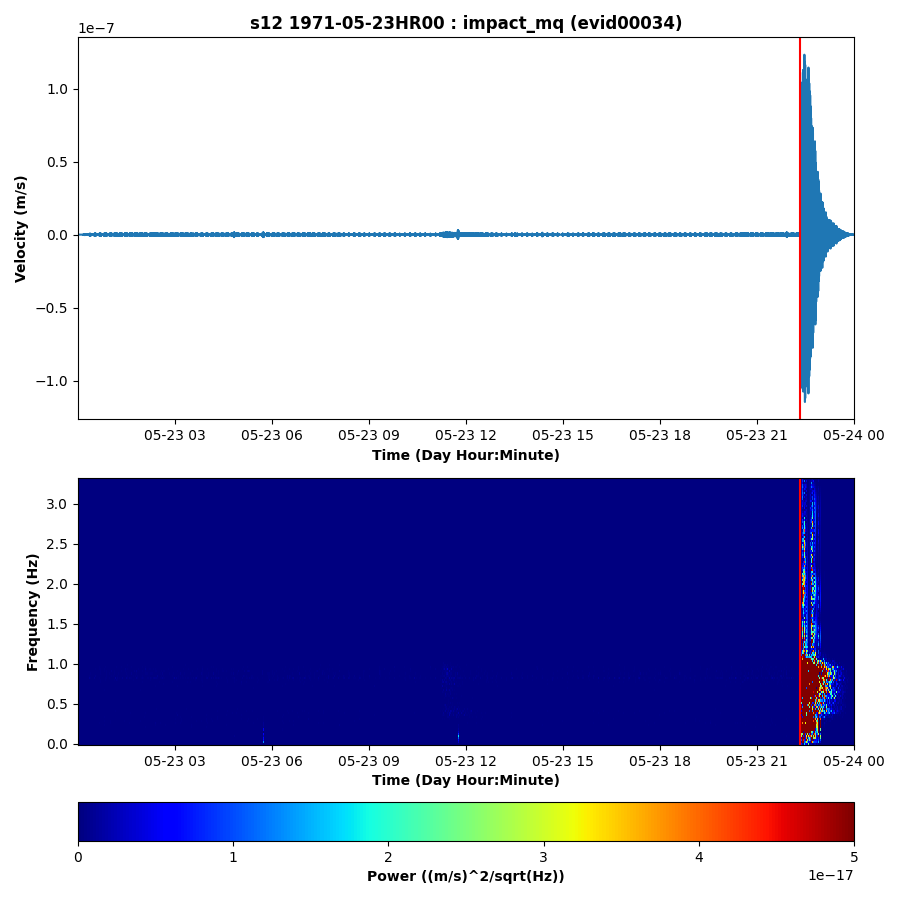 s12 1971-05-23HR00 : impact_mq (evid00034)
1e−7
1.0
0.5
0.0
−0.5
−1.0
Velocity (m/s)
05-23 03 05-23 06 05-23 09 05-23 12 05-23 15 05-23 18 05-23 21 05-24 00
Time (Day Hour:Minute)
3.0
2.5
2.0
1.5
1.0
0.5
0.0
Frequency (Hz)
05-23 03 05-23 06 05-23 09 05-23 12 05-23 15 05-23 18 05-23 21 05-24 00
Time (Day Hour:Minute)
0 1 2 3 4 5
1e−17
Power ((m/s)^2/sqrt(Hz))